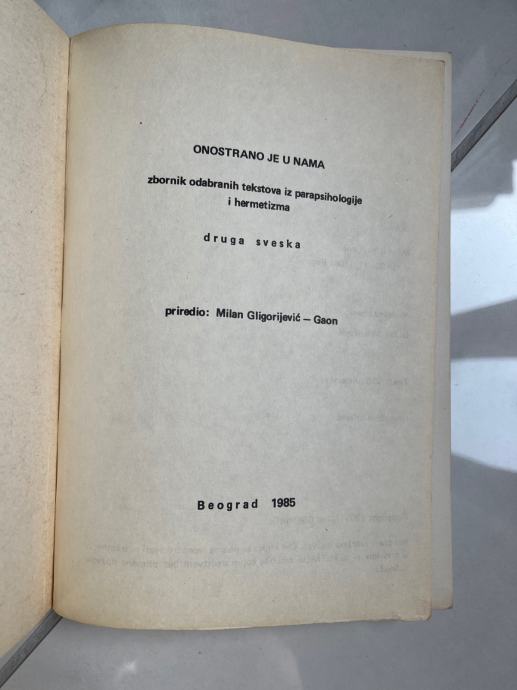 ONOSTRANO JE U NAMA
zbornik odabranih tekstova iz parapsihologije
i hermetizma
druga sveska
priredio: Milan Gligorijević — Gaon
Beograd 1985